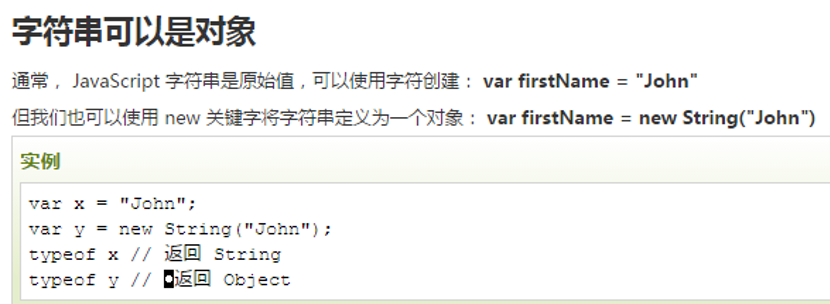 字符串可以是对象
通常， JavaScript 字符串是原始值，可以使用字符创建： var firstName = "John"
但我们也可以使用 new 关键字将字符串定义为一个对象： var firstName = new String("John")
实例
var x = "John";
var y = new String("John");
typeof x // 返回 String
typeof y // ◘返回 Object